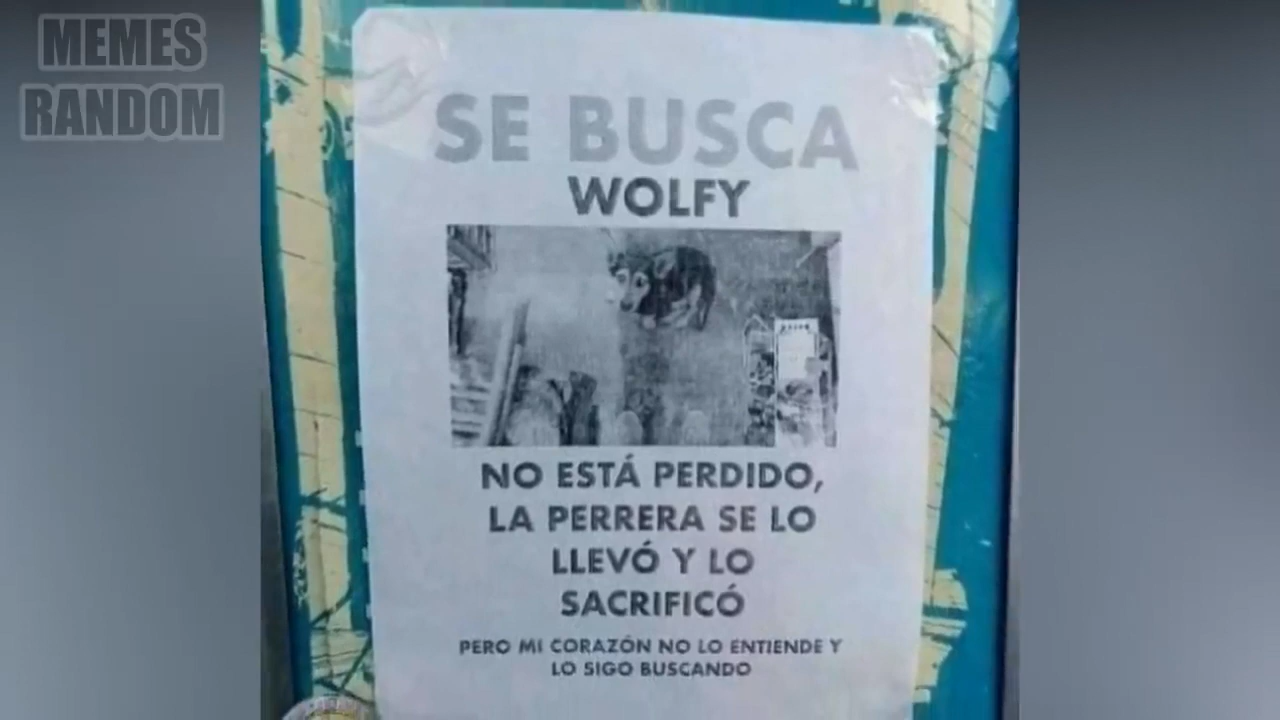 MEMES
RANDOM
SE BUSCA
WOLFY
NO ESTÁ PERDIDO,
LA PERRERA SE LO
LLEVÓ Y LO
SACRIFICÓ
PERO MI CORAZÓN NO LO ENTIENDE Y
LO SIGO BUSCANDO